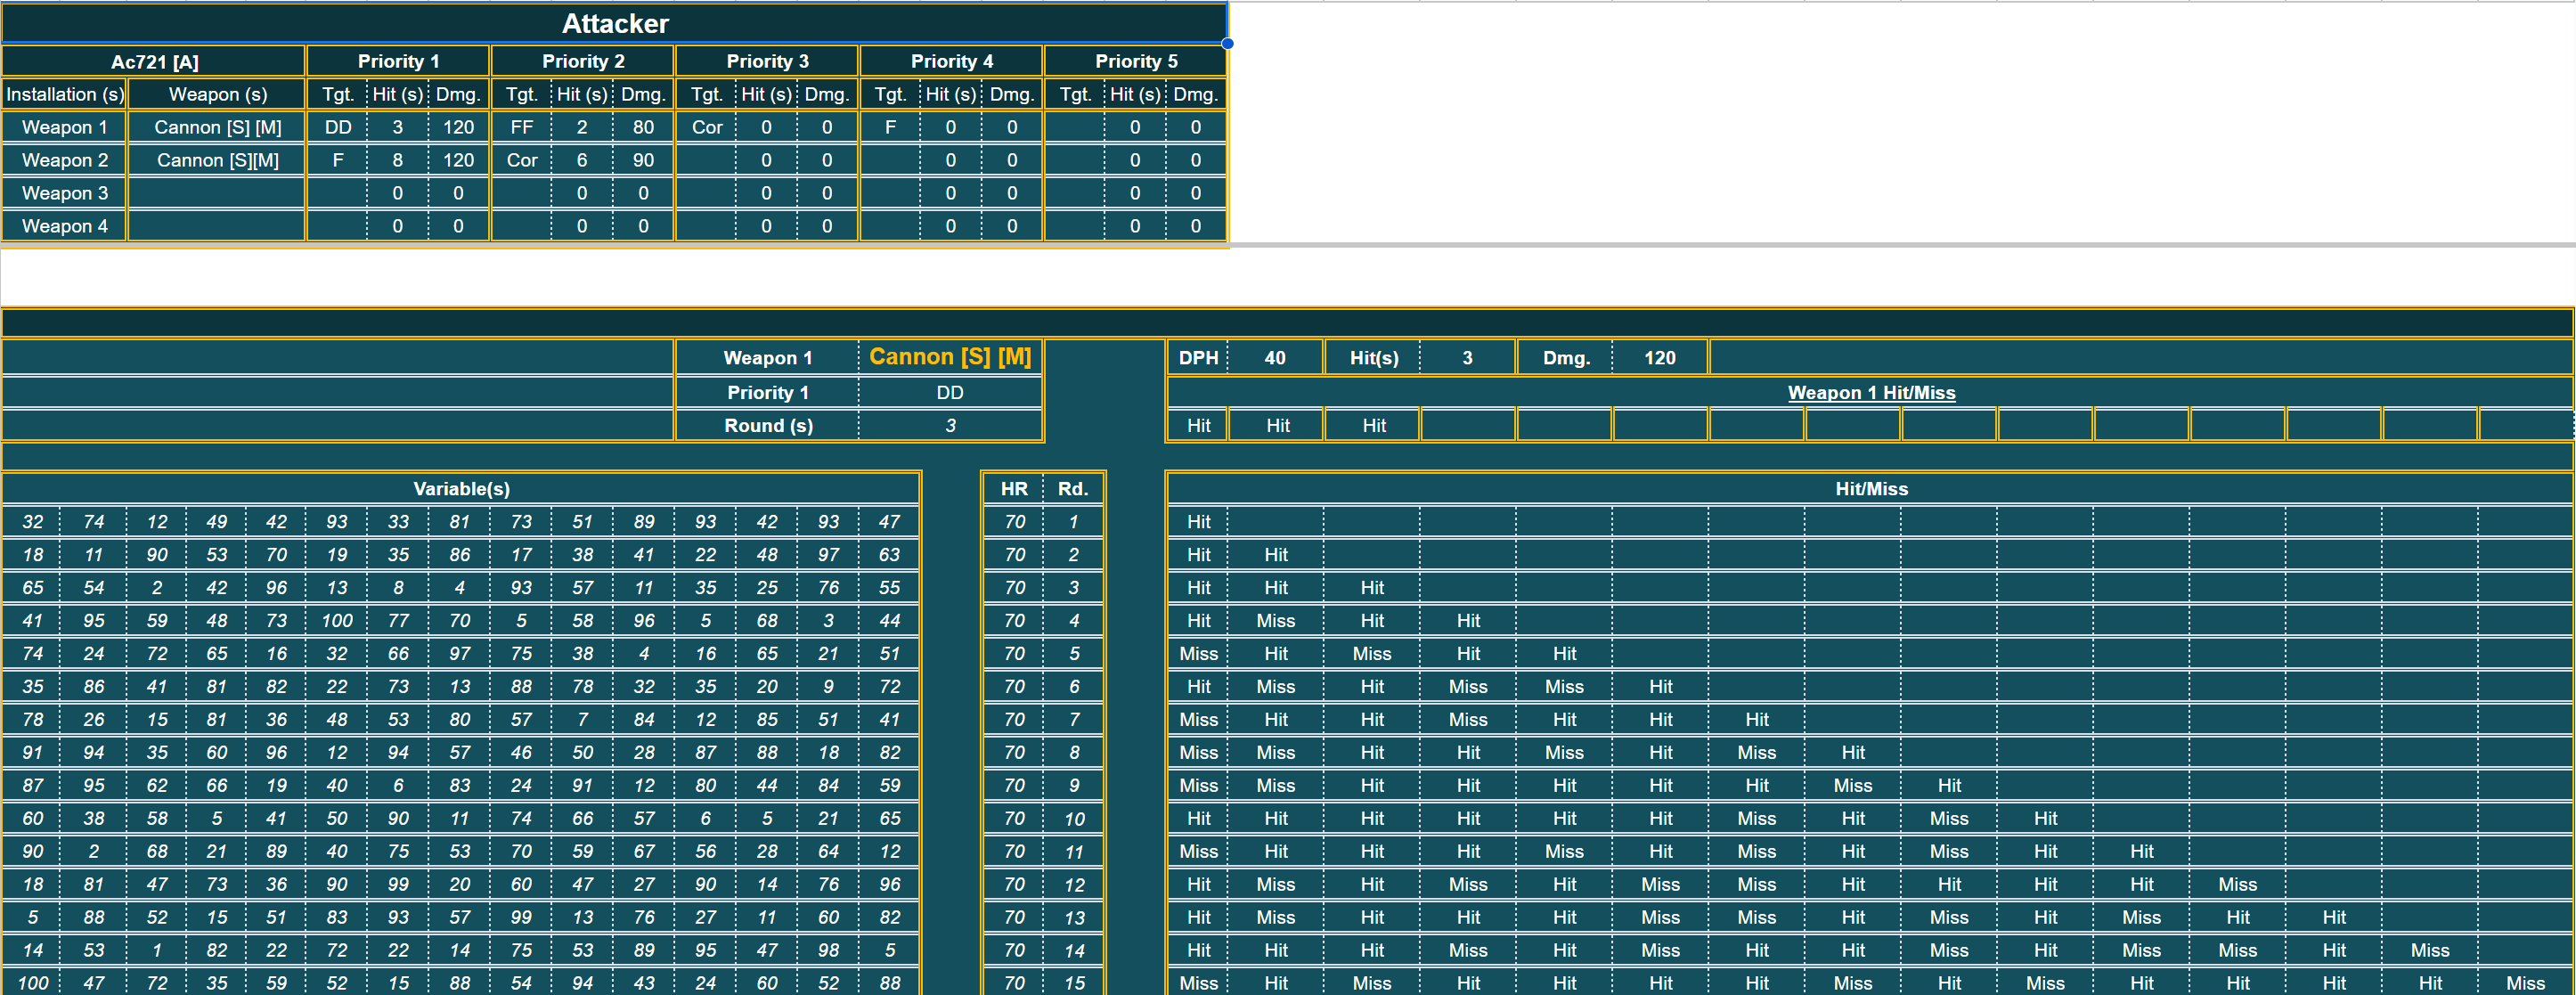 Attacker
Ac721 [A] Priority 1 Priority 2 Priority 3 Priority 4 Priority 5
Installation (s) Weapon (s) Tgt. Hit (s) Dmg. Tgt. Hit (s) Dmg. Tgt. Hit (s) Dmg. Tgt. Hit (s) Dmg. Tgt. Hit (s) Dmg.
Weapon 1 Cannon [S] [M] DD 3 120 FF 2 80 Cor 0 0 F 0 0 0 0
Weapon 2 Cannon [S][M] F 8 120 Cor 6 90 0 0 0 0 0 0
Weapon 3 0 0 0 0 0 0 0 0 0 0
Weapon 4 0 0 0 0 0 0 0 0 0 0
Weapon 1 Cannon [S] [M] DPH 40 Hit(s) 3 Dmg. 120
Priority 1 DD Weapon 1 Hit/Miss
Round (s) 3 Hit Hit Hit
Variable(s) HR Rd. Hit/Miss
32 74 12 49 42 93 33 81 73 51 89 93 42 93 47 70 1 Hit
18 11 90 53 70 19 35 86 17 38 41 22 48 97 63 70 2 Hit Hit
65 54 2 42 96 13 8 4 93 57 11 35 25 76 55 70 3 Hit Hit Hit
41 95 59 48 73 100 77 70 5 58 96 5 68 3 44 70 4 Hit Miss Hit Hit
74 24 72 65 16 32 66 97 75 38 4 16 65 21 51 70 5 Miss Hit Miss Hit Hit
35 86 41 81 82 22 73 13 88 78 32 35 20 9 72 70 6 Hit Miss Hit Miss Miss Hit
78 26 15 81 36 48 53 80 57 7 84 12 85 51 41 70 7 Miss Hit Hit Miss Hit Hit Hit
91 94 35 60 96 12 94 57 46 50 28 87 88 18 82 70 8 Miss Miss Hit Hit Miss Hit Miss Hit
87 95 62 66 19 40 6 83 24 91 12 80 44 84 59 70 9 Miss Miss Hit Hit Hit Hit Hit Miss Hit
60 38 58 5 41 50 90 11 74 66 57 6 5 21 65 70 10 Hit Hit Hit Hit Hit Hit Miss Hit Miss Hit
90 2 68 21 89 40 75 53 70 59 67 56 28 64 12 70 11 Miss Hit Hit Hit Miss Hit Miss Hit Miss Hit Hit
18 81 47 73 36 90 99 20 60 47 27 90 14 76 96 70 12 Hit Miss Hit Miss Hit Miss Miss Hit Hit Hit Hit Miss
5 88 52 15 51 83 93 57 99 13 76 27 11 60 82 70 13 Hit Miss Hit Hit Hit Miss Miss Hit Miss Hit Miss Hit Hit
14 53 1 82 22 72 22 14 75 53 89 95 47 98 5 70 14 Hit Hit Hit Miss Hit Miss Hit Hit Miss Hit Miss Miss Hit Miss
100 47 72 35 59 52 15 88 54 94 43 24 60 52 88 70 15 Miss Hit Miss Hit Hit Hit Hit Miss Hit Miss Hit Hit Hit Hit Miss